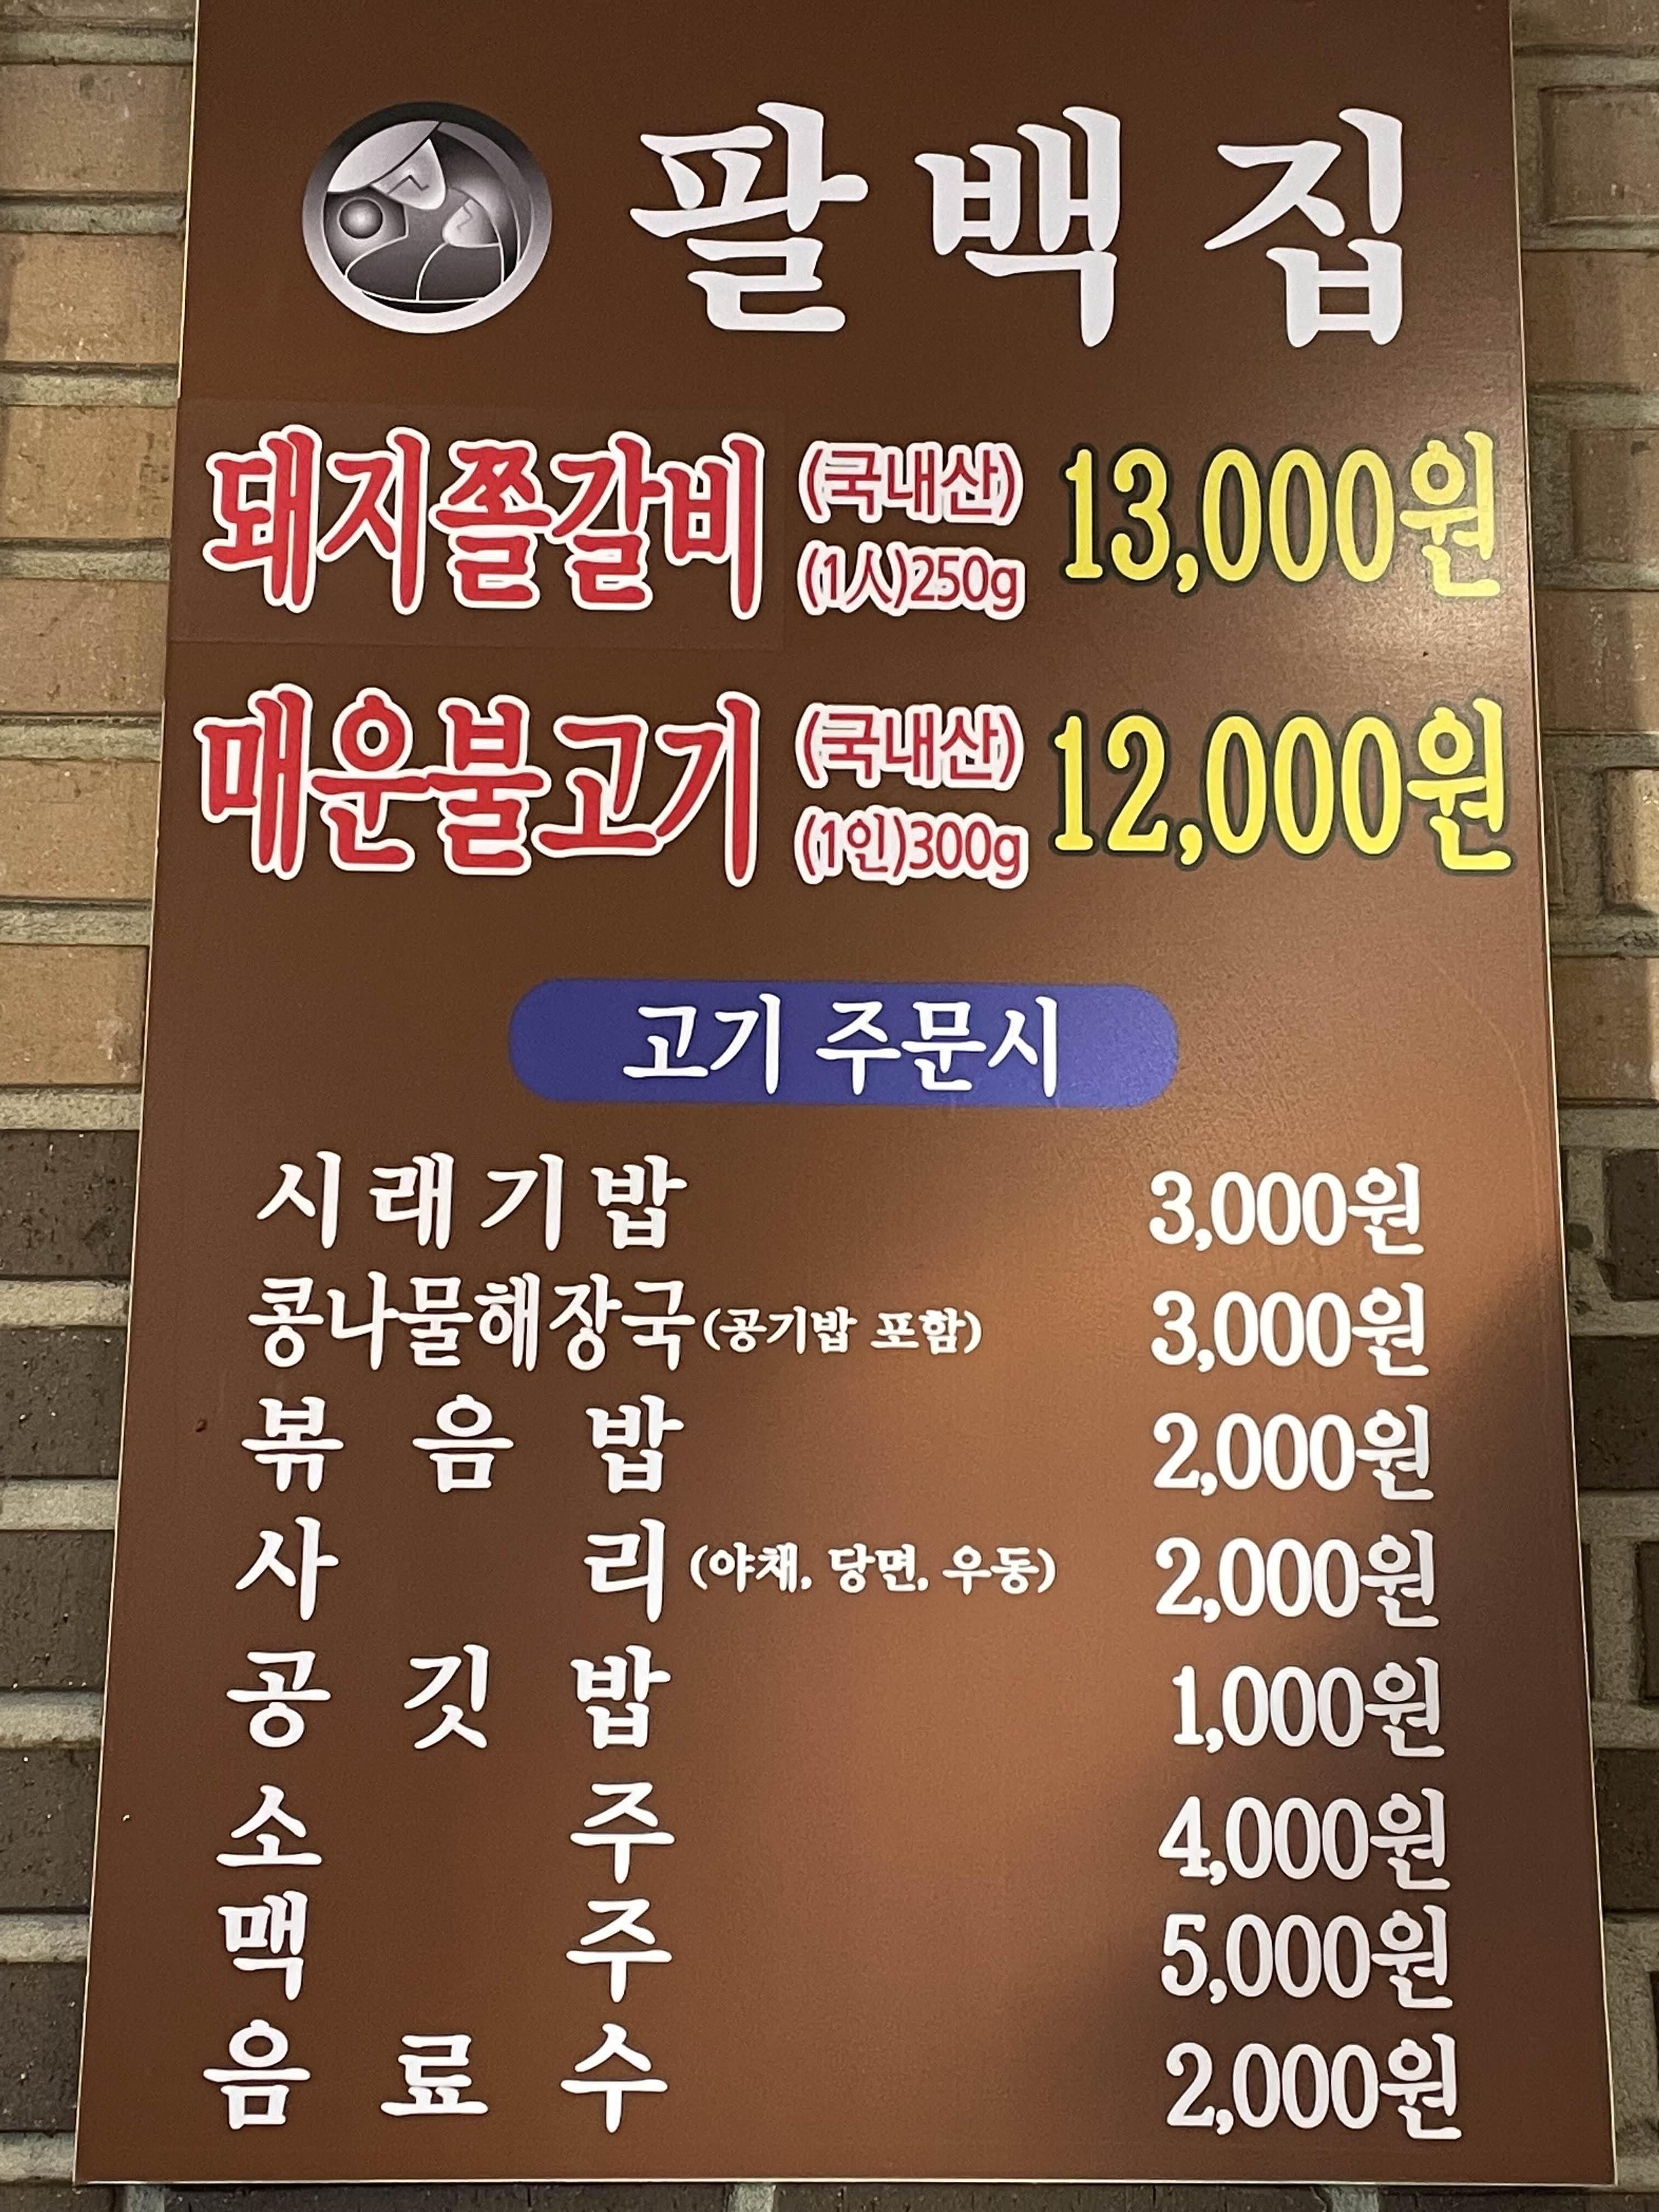 팔백집
돼지쫄갈비 (국내산) (1人)250g 13,000원
매운불고기 (국내산) (1인)300g 12,000원
고기 주문시
시래기밥 3,000원
콩나물해장국(공기밥 포함) 3,000원
볶음밥 2,000원
사리(야채, 당면, 우동) 2,000원
공깃밥 1,000원
소주 4,000원
맥주 5,000원
음료수 2,000원